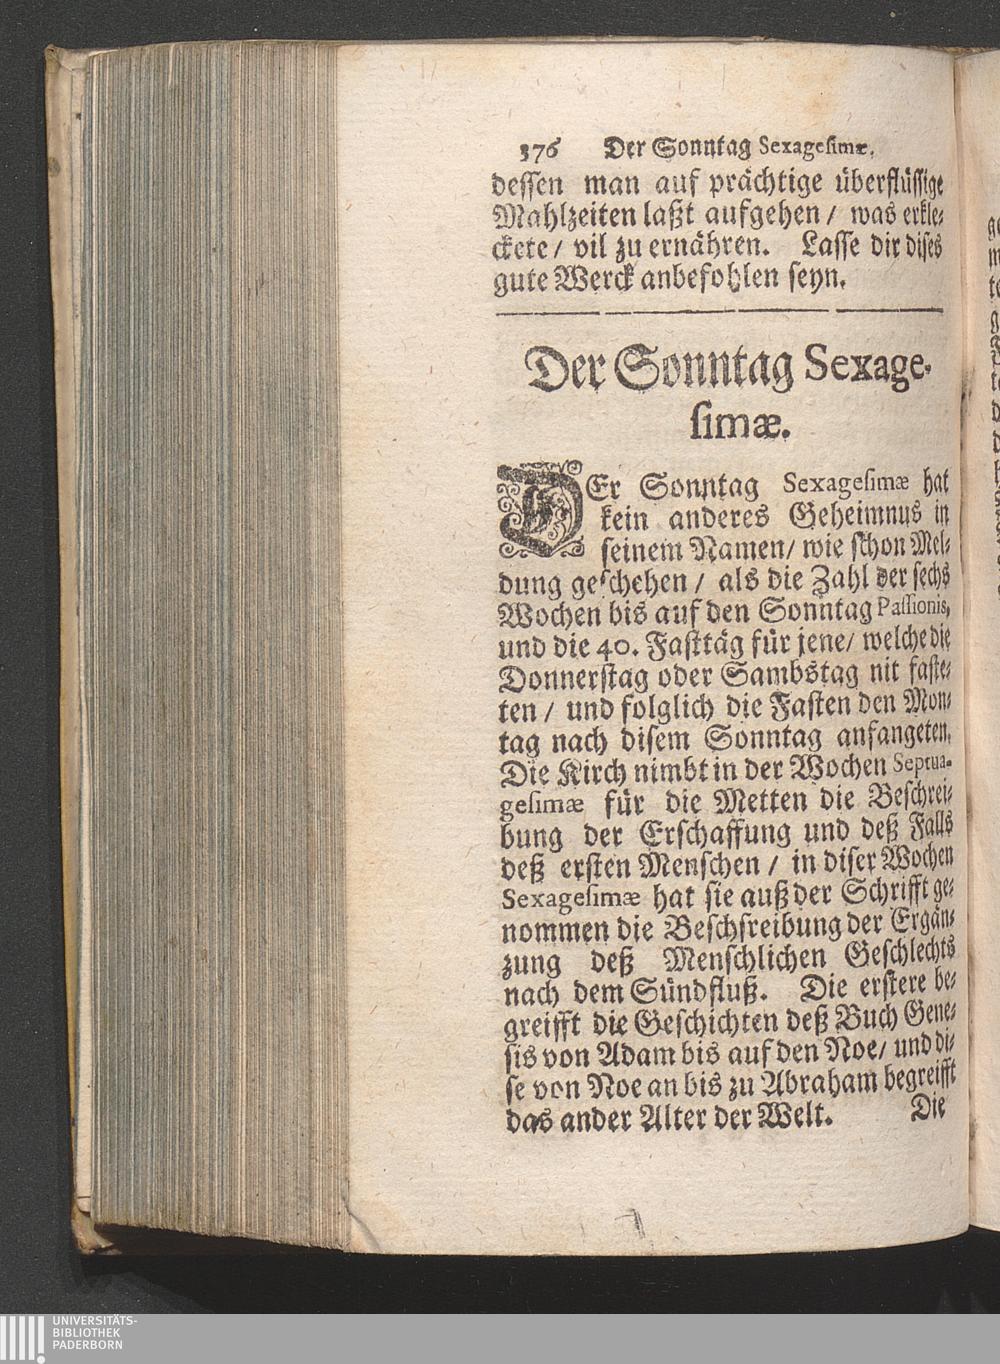 376 Der Sonntag Sexagesimæ.
dessen man auf prächtige überflüssige
Mahlzeiten laßt aufgehen / was erkle-
ckete / vil zu ernähren. Lasse dir dises
gute Werck anbefohlen seyn.
Der Sonntag Sexage-
simæ.
DEr Sonntag Sexagesimæ hat
kein anderes Geheimnus in
seinem Namen / wie schon Mel-
dung geschehen / als die Zahl der sechs
Wochen bis auf den Sonntag Passionis,
und die 40. Fasttäg für jene / welche die
Donnerstag oder Sambstag nit faste-
ten / und folglich die Fasten den Mon-
tag nach disem Sonntag anfangeten.
Die Kirch nimbt in der Wochen Septua-
gesimæ für die Metten die Beschrei-
bung der Erschaffung und deß Falls
deß ersten Menschen / in diser Wochen
Sexagesimæ hat sie auß der Schrifft ge-
nommen die Beschreibung der Ergän-
zung deß Menschlichen Geschlechts
nach dem Sündfluß. Die erstere be-
greifft die Geschichten deß Buch Gene-
sis von Adam bis auf den Noe / und di-
se von Noe an bis zu Abraham begreifft
das ander Alter der Welt. Die
UNIVERSITÄTS-
BIBLIOTHEK
PADERBORN